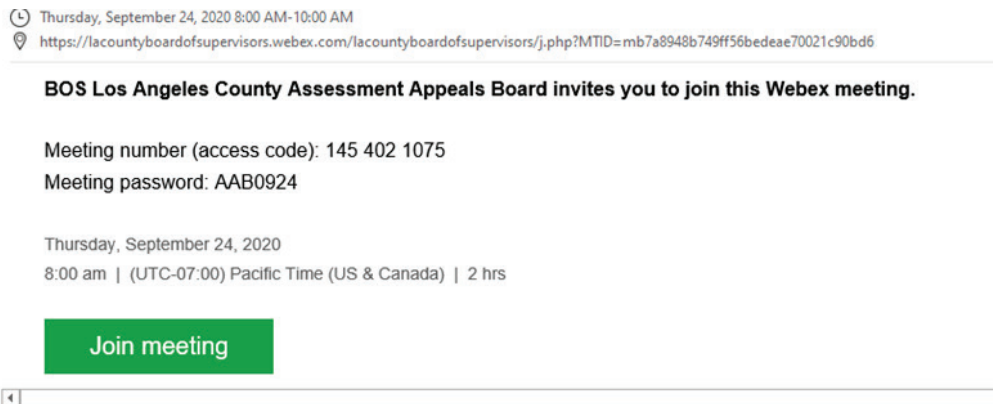 Thursday, September 24, 2020 8:00 AM-10:00 AM
https://lacountyboardofsupervisors.webex.com/lacountyboardofsupervisors/j.php?MTID=mb7a8948b749ff56bedeae70021c90bd6
BOS Los Angeles County Assessment Appeals Board invites you to join this Webex meeting.
Meeting number (access code): 145 402 1075
Meeting password: AAB0924
Thursday, September 24, 2020
8:00 am | (UTC-07:00) Pacific Time (US & Canada) | 2 hrs
Join meeting